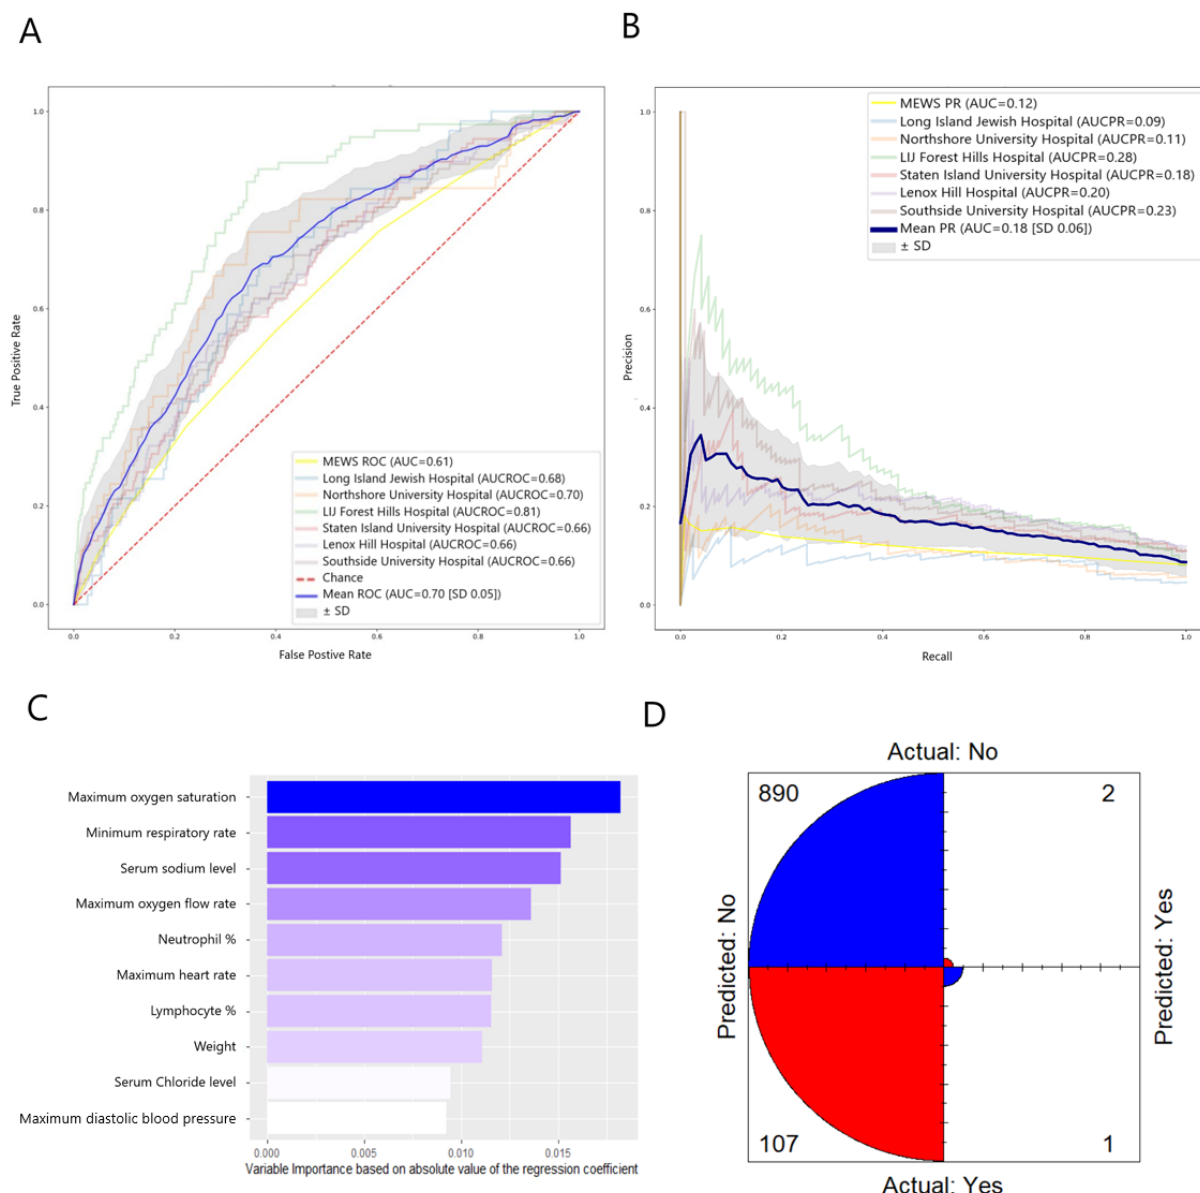 A
1.0
0.8
0.6
0.4
0.2
0.0
True Positive Rate
MEWS ROC (AUC=0.61)
Long Island Jewish Hospital (AUCROC=0.68)
Northshore University Hospital (AUCROC=0.70)
LIJ Forest Hills Hospital (AUCROC=0.81)
Staten Island University Hospital (AUCROC=0.66)
Lenox Hill Hospital (AUCROC=0.66)
Southside University Hospital (AUCROC=0.66)
Chance
Mean ROC (AUC=0.70 [SD 0.05])
± SD
0.0 0.2 0.4 0.6 0.8 1.0
False Postive Rate
B
1.0
0.8
0.6
0.4
0.2
0.0
Precision
MEWS PR (AUC=0.12)
Long Island Jewish Hospital (AUCPR=0.09)
Northshore University Hospital (AUCPR=0.11)
LIJ Forest Hills Hospital (AUCPR=0.28)
Staten Island University Hospital (AUCPR=0.18)
Lenox Hill Hospital (AUCPR=0.20)
Southside University Hospital (AUCPR=0.23)
Mean PR (AUC=0.18 [SD 0.06])
± SD
0.0 0.2 0.4 0.6 0.8 1.0
Recall
C
Maximum oxygen saturation
Minimum respiratory rate
Serum sodium level
Maximum oxygen flow rate
Neutrophil %
Maximum heart rate
Lymphocyte %
Weight
Serum Chloride level
Maximum diastolic blood pressure
0.000 0.005 0.010 0.015
Variable Importance based on absolute value of the regression coefficient
D
Actual: No
890 2
Predicted: No
Predicted: Yes
107 1
Actual: Yes